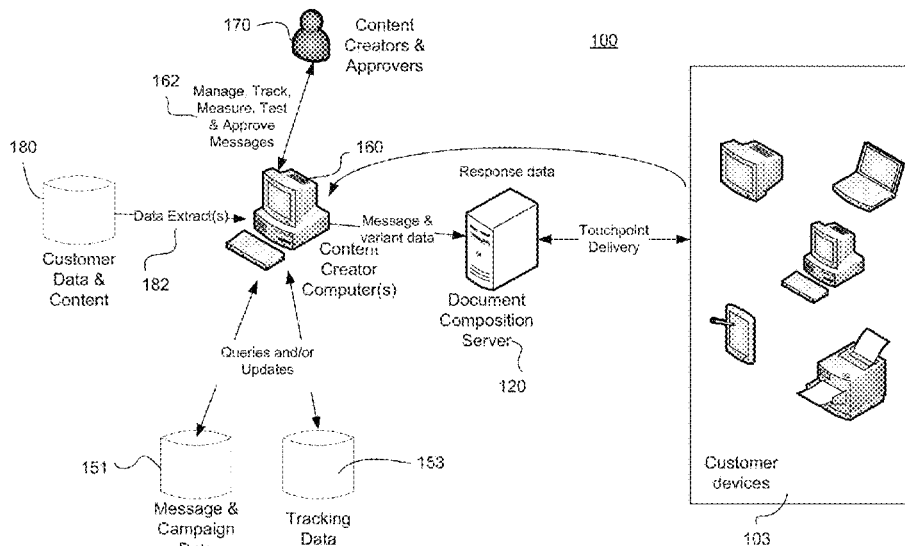 170
Content
Creators &
Approvers
100
162
Manage, Track,
Measure, Test
& Approve
Messages
180
160
Response data
Data Extract(s)
Message &
variant data
Touchpoint
Delivery
182
Customer
Data &
Content
Content
Creator
Computer(s)
Document
Composition
Server
120
Queries and/or
Updates
151
153
Message &
Campaign
Tracking
Data
Customer
devices
103